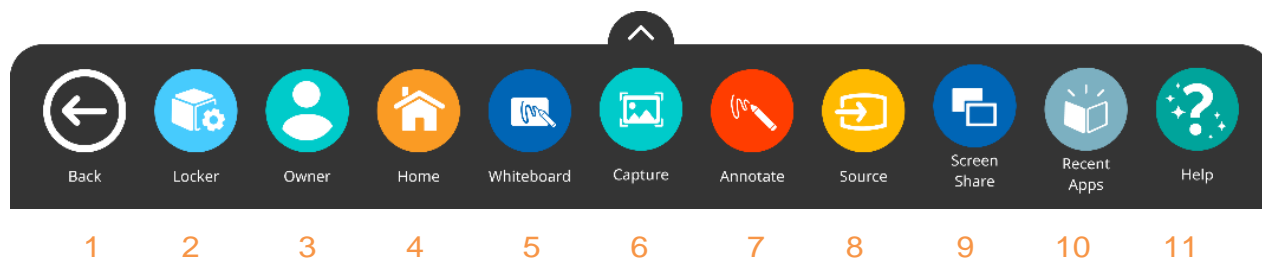 Back Locker Owner Home Whiteboard Capture Annotate Source Screen Share Recent Apps Help
1 2 3 4 5 6 7 8 9 10 11